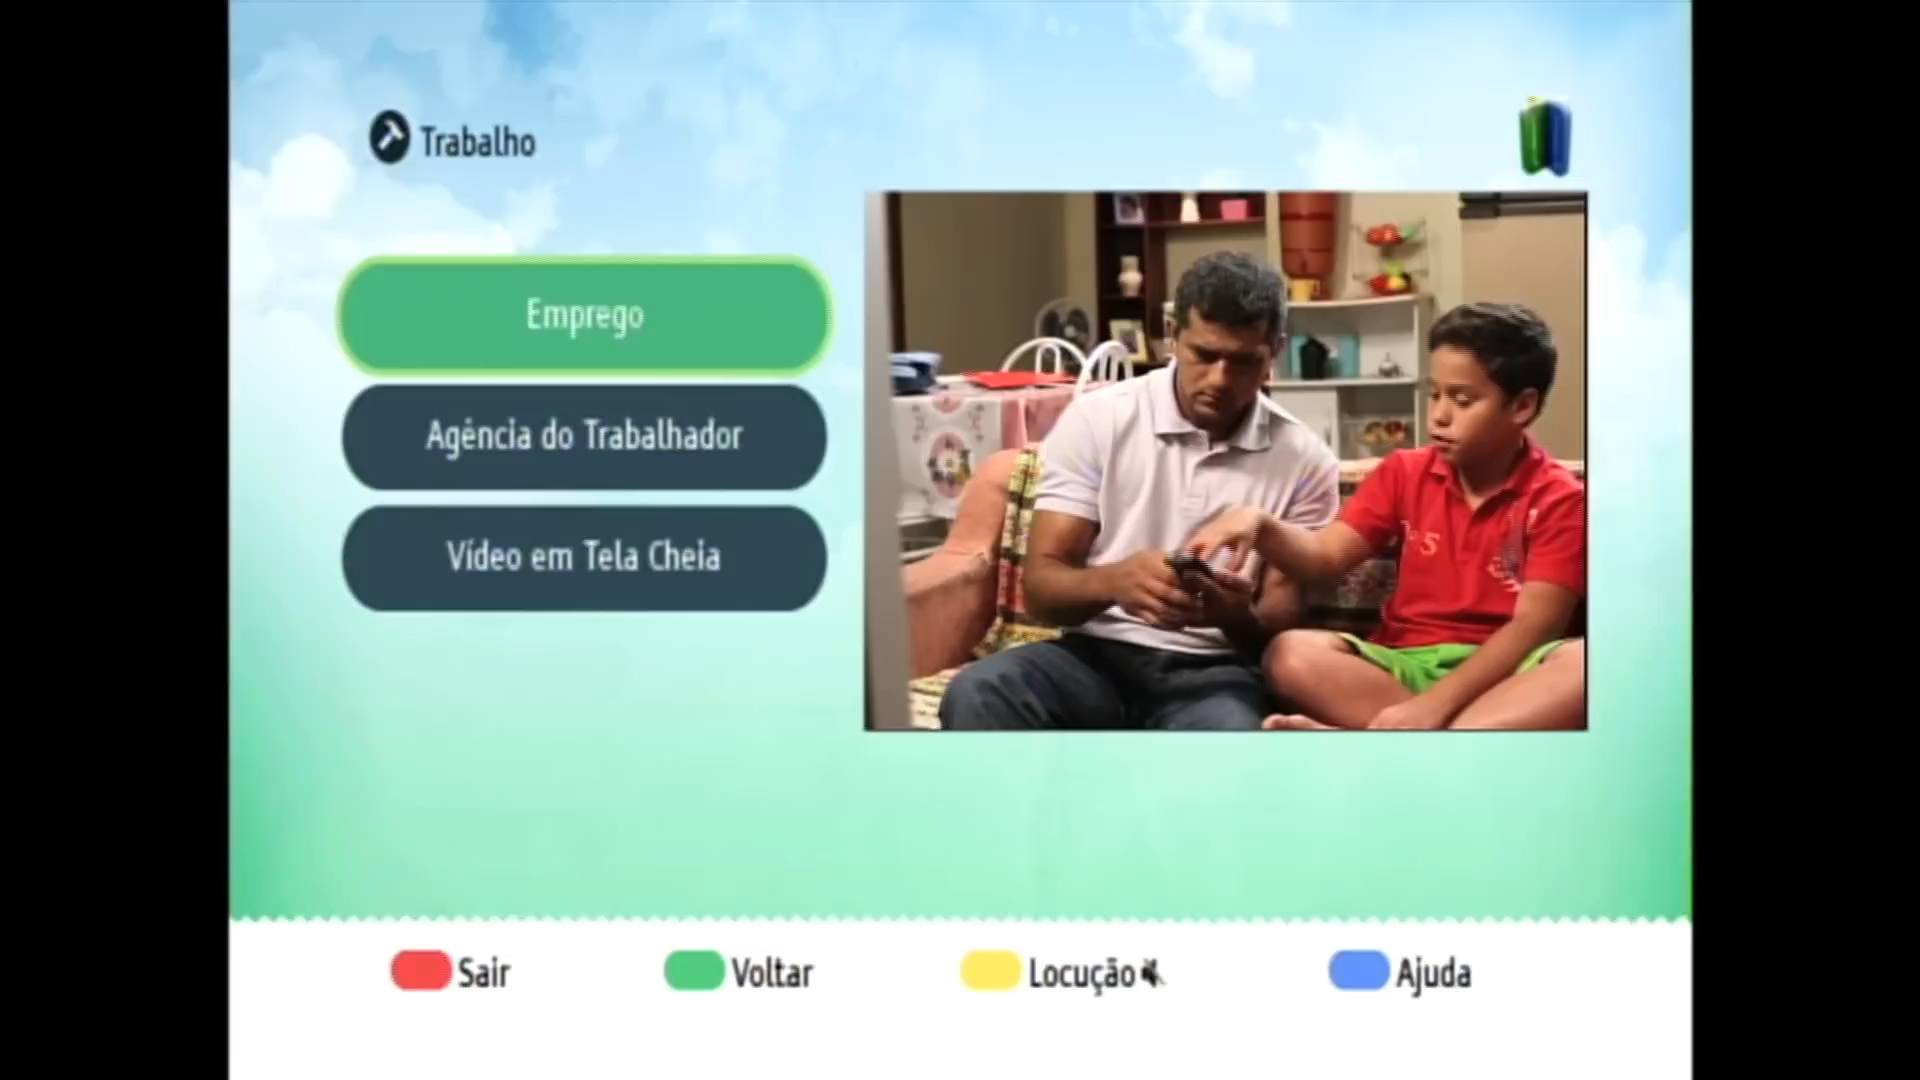 Trabalho
Emprego
Agência do Trabalhador
Vídeo em Tela Cheia
Sair
Voltar
Locução
Ajuda